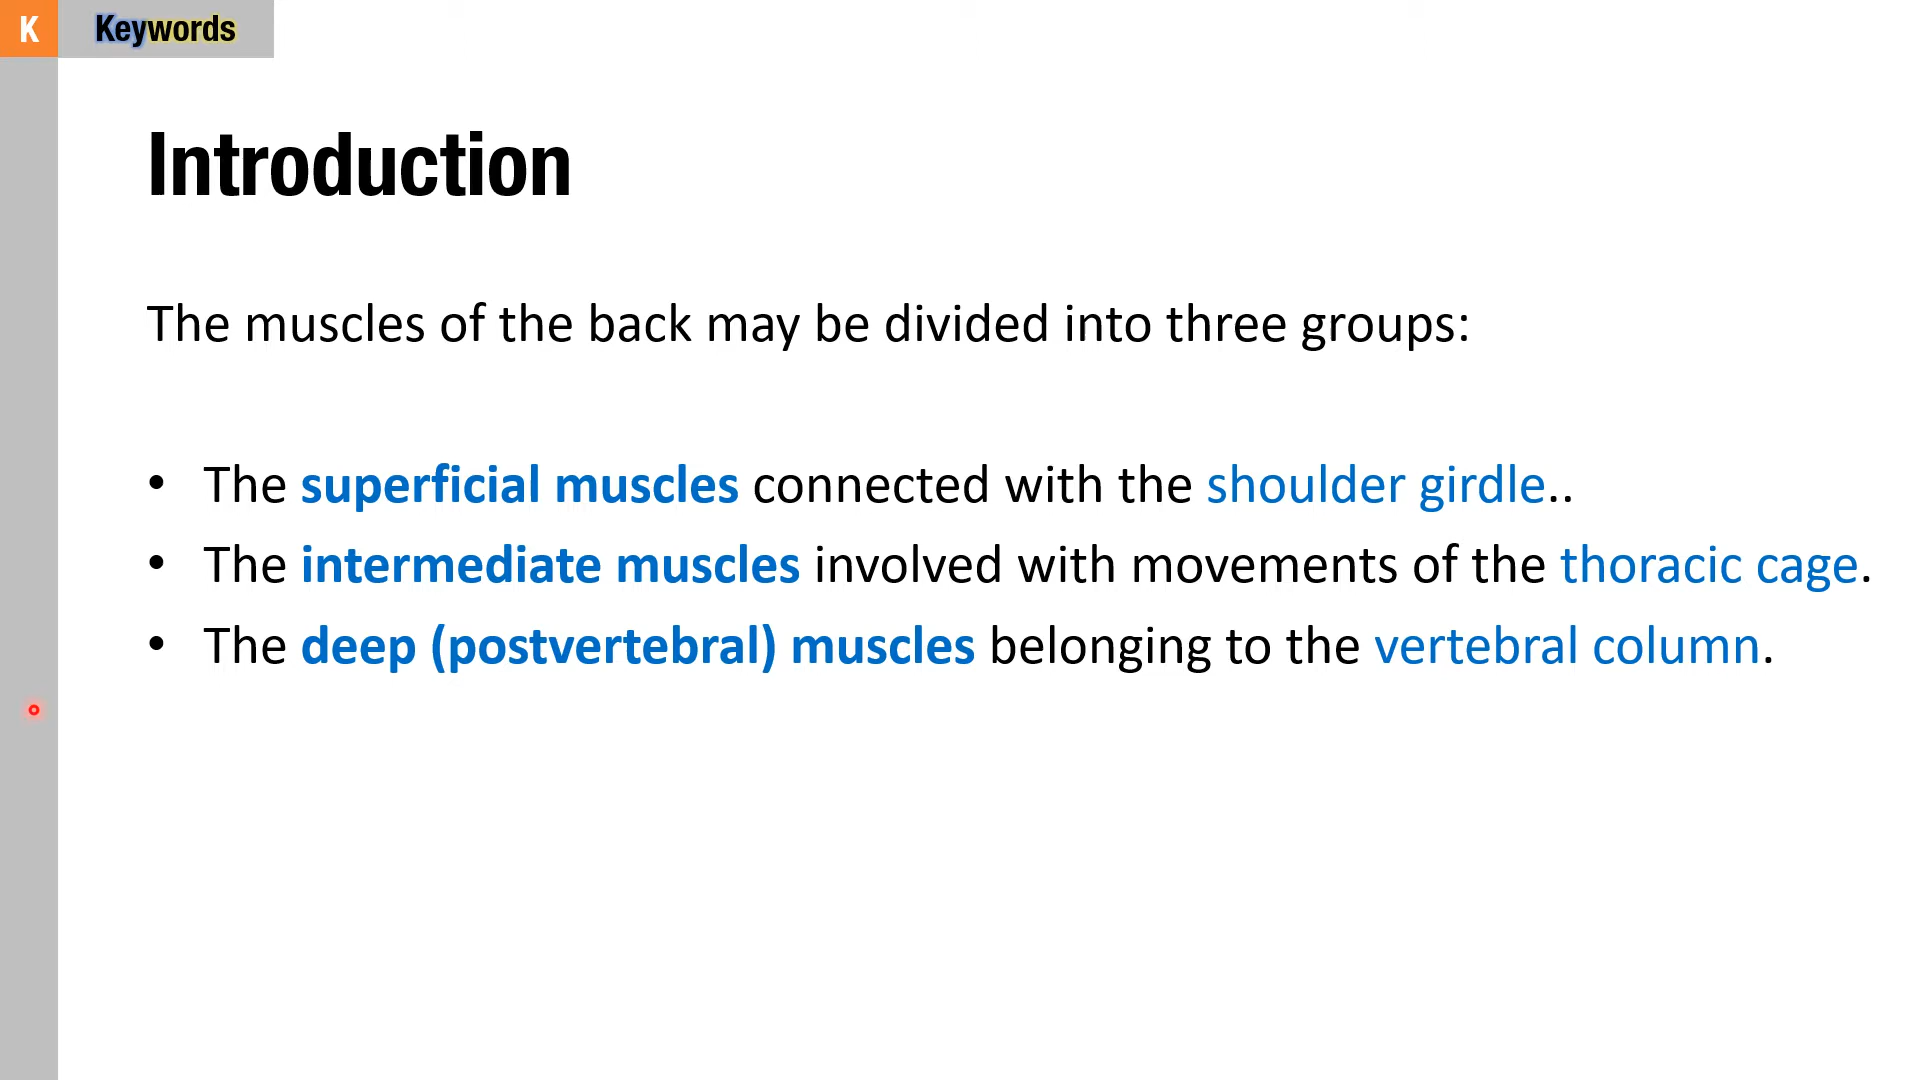 K Keywords
Introduction
The muscles of the back may be divided into three groups:
• The superficial muscles connected with the shoulder girdle..
• The intermediate muscles involved with movements of the thoracic cage.
• The deep (postvertebral) muscles belonging to the vertebral column.